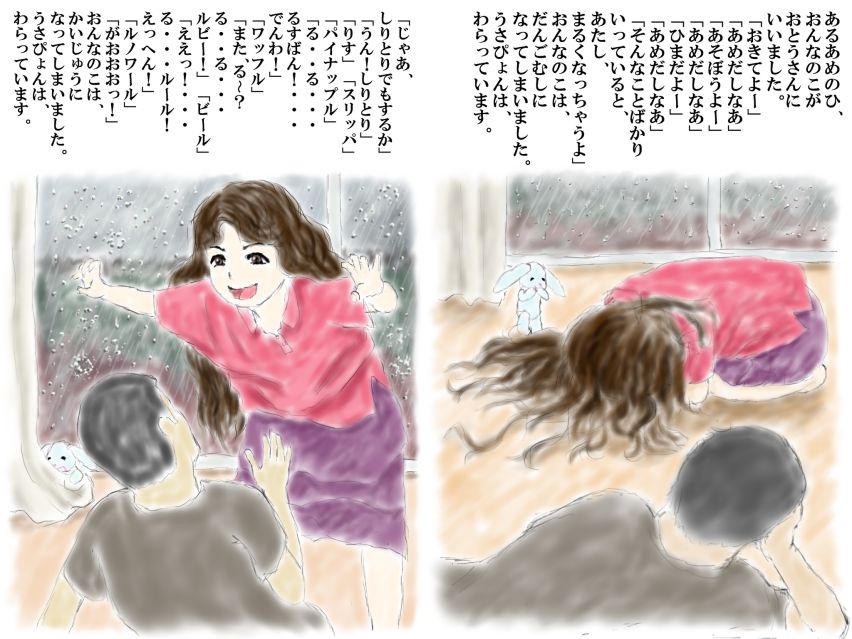 あるあめのひ、
おんなのこが
おとうさんに
いいました。
「おきてよー」
「あめだしなあ」
「あそぼうよ～」
「あめだしなあ」
「ひまだよー」
「あめだしなあ」
「そんなことばかり
いっていると、
あたし、
まるくなっちゃうよ」
おんなのこは、
だんごむしに
なってしまいました。
うさぴょんは、
わらっています。
「じゃあ、
しりとりでもするか」
「うん！しりとり」
「りす」「スリッパ」
「パイナップル」
「る・・る・・・
るすばん！・・・
でんわ！」
「ワッフル」
「また、る～？
る・・る・・・
ルビー！」「ビール」
「ええっ！・・・
る・・・ルール！
えっへん！」
「ルノワール」
「がおおおっ！」
おんなのこは、
かいじゅうに
なってしまいました。
うさぴょんは、
わらっています。